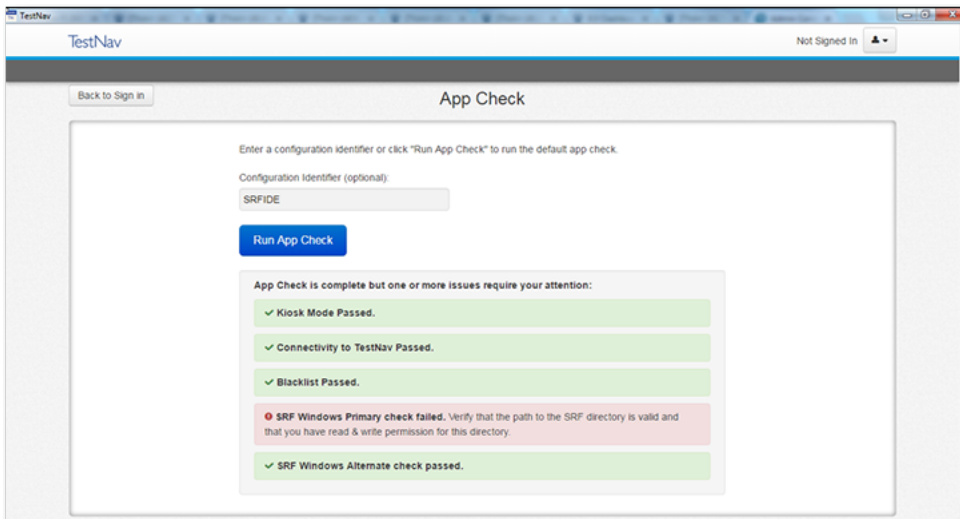 TestNav
TestNav
Not Signed In
Back to Sign in
App Check
Enter a configuration identifier or click "Run App Check" to run the default app check.
Configuration Identifier (optional):
SRFIDE
Run App Check
App Check is complete but one or more issues require your attention:
Kiosk Mode Passed.
Connectivity to TestNav Passed.
Blacklist Passed.
SRF Windows Primary check failed. Verify that the path to the SRF directory is valid and
that you have read & write permission for this directory.
SRF Windows Alternate check passed.